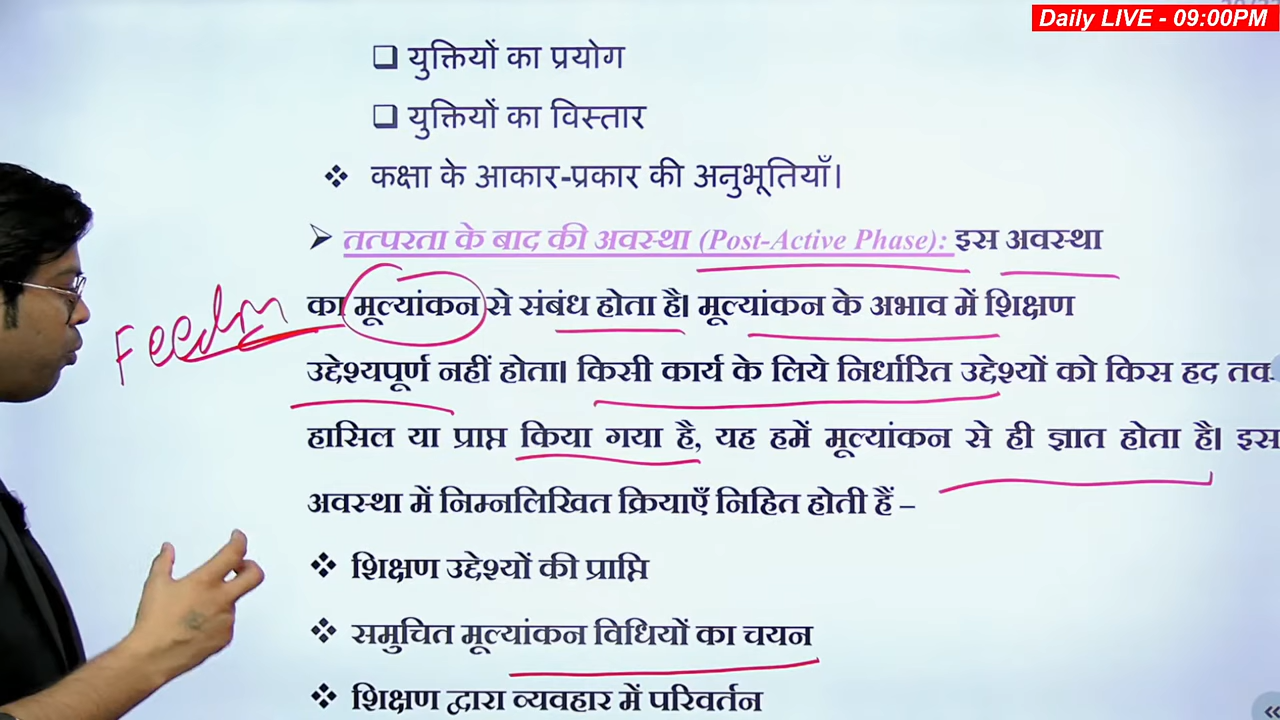 Daily LIVE - 09:00PM
❑ युक्तियों का प्रयोग
❑ युक्तियों का विस्तार
❖ कक्षा के आकार-प्रकार की अनुभूतियाँ।
➢ तत्परता के बाद की अवस्था (Post-Active Phase): इस अवस्था
का मूल्यांकन से संबंध होता है। मूल्यांकन के अभाव में शिक्षण
उद्देश्यपूर्ण नहीं होता। किसी कार्य के लिये निर्धारित उद्देश्यों को किस हद तक
हासिल या प्राप्त किया गया है, यह हमें मूल्यांकन से ही ज्ञात होता है। इस
अवस्था में निम्नलिखित क्रियाएँ निहित होती हैं –
❖ शिक्षण उद्देश्यों की प्राप्ति
❖ समुचित मूल्यांकन विधियों का चयन
❖ शिक्षण द्वारा व्यवहार में परिवर्तन